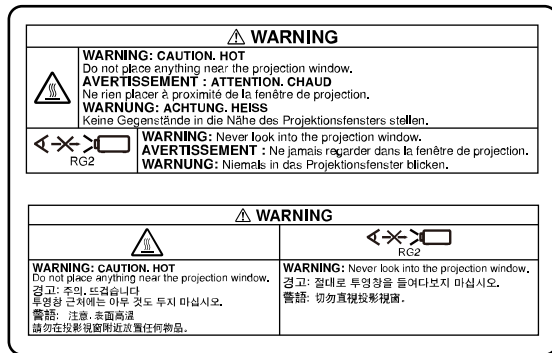 ⚠ WARNING
WARNING: CAUTION. HOT
Do not place anything near the projection window.
AVERTISSEMENT : ATTENTION. CHAUD
Ne rien placer à proximité de la fenêtre de projection.
WARNUNG: ACHTUNG. HEISS
Keine Gegenstände in die Nähe des Projektionsfensters stellen.
RG2
WARNING: Never look into the projection window.
AVERTISSEMENT : Ne jamais regarder dans la fenêtre de projection.
WARNUNG: Niemals in das Projektionsfenster blicken.
⚠ WARNING
RG2
WARNING: CAUTION. HOT
Do not place anything near the projection window.
경고: 주의. 뜨겁습니다
투영창 근처에는 아무 것도 두지 마십시오.
警語: 注意. 表面高溫
請勿在投影視窗附近放置任何物品。
WARNING: Never look into the projection window.
경고: 절대로 투영창을 들여다보지 마십시오.
警語: 切勿直視投影視窗.